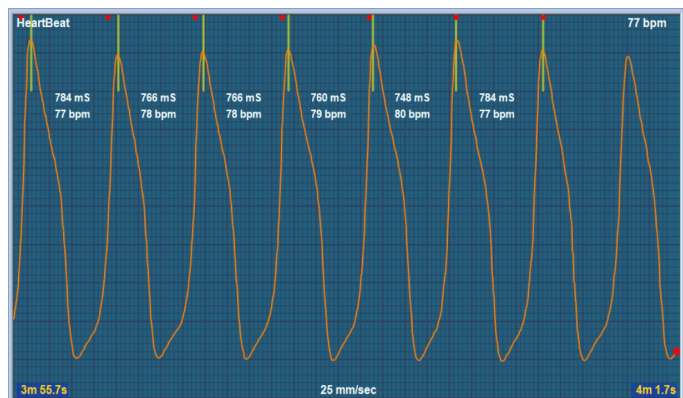 HeartBeat 77 bpm
784 mS 766 mS 766 mS 760 mS 748 mS 784 mS
77 bpm 78 bpm 78 bpm 79 bpm 80 bpm 77 bpm
3m 55.7s 25 mm/sec 4m 1.7s